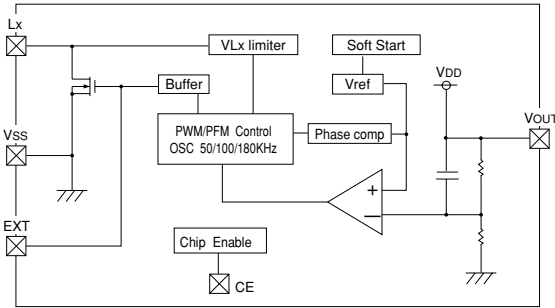 Lx
VLx limiter
Soft Start
Buffer
Vref
VDD
VSS
PWM/PFM Control
OSC 50/100/180KHz
Phase comp
VOUT
+
−
EXT
Chip Enable
CE